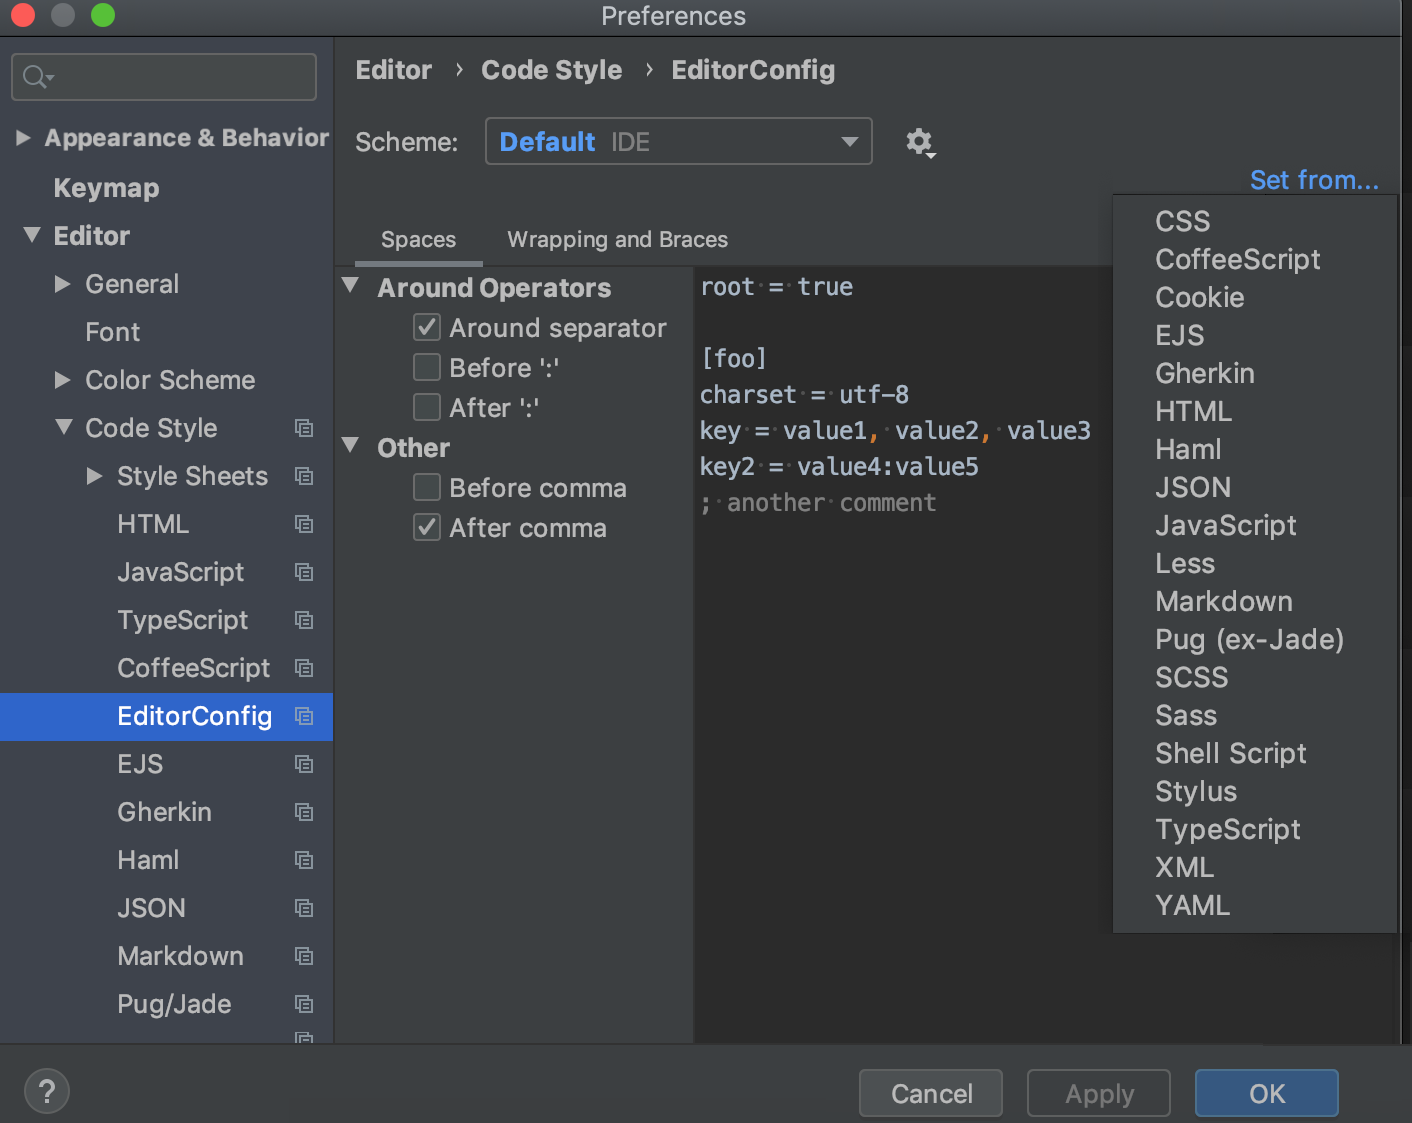 Preferences
Appearance & Behavior
Keymap
Editor
General
Font
Color Scheme
Code Style
Style Sheets
HTML
JavaScript
TypeScript
CoffeeScript
EditorConfig
EJS
Gherkin
Haml
JSON
Markdown
Pug/Jade
Editor › Code Style › EditorConfig
Scheme: Default IDE
Set from...
Spaces Wrapping and Braces
Around Operators
Around separator
Before ':'
After ':'
Other
Before comma
After comma
root = true
[foo]
charset = utf-8
key = value1, value2, value3
key2 = value4:value5
; another comment
CSS
CoffeeScript
Cookie
EJS
Gherkin
HTML
Haml
JSON
JavaScript
Less
Markdown
Pug (ex-Jade)
SCSS
Sass
Shell Script
Stylus
TypeScript
XML
YAML
?
Cancel Apply OK